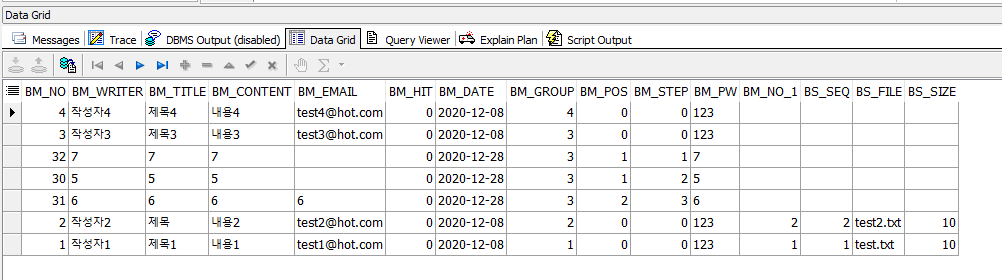 Data Grid
Messages Trace DBMS Output (disabled) Data Grid Query Viewer Explain Plan Script Output
BM_NO BM_WRITER BM_TITLE BM_CONTENT BM_EMAIL BM_HIT BM_DATE BM_GROUP BM_POS BM_STEP BM_PW BM_NO_1 BS_SEQ BS_FILE BS_SIZE
4 작성자4 제목4 내용4 test4@hot.com 0 2020-12-08 4 0 0 123
3 작성자3 제목3 내용3 test3@hot.com 0 2020-12-08 3 0 0 123
32 7 7 7 0 2020-12-28 3 1 1 7
30 5 5 5 0 2020-12-28 3 1 2 5
31 6 6 6 6 0 2020-12-28 3 2 3 6
2 작성자2 제목 내용2 test2@hot.com 0 2020-12-08 2 0 0 123 2 2 test2.txt 10
1 작성자1 제목1 내용1 test1@hot.com 0 2020-12-08 1 0 0 123 1 1 test.txt 10